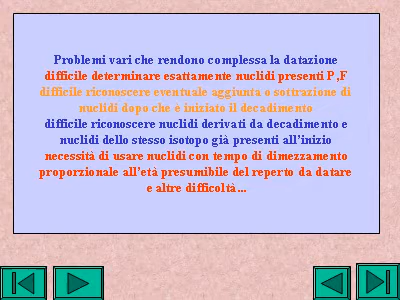 Problemi vari che rendono complessa la datazione
difficile determinare esattamente nuclidi presenti P ,F
difficile riconoscere eventuale aggiunta o sottrazione di
nuclidi dopo che è iniziato il decadimento
difficile riconoscere nuclidi derivati da decadimento e
nuclidi dello stesso isotopo già presenti all'inizio
necessità di usare nuclidi con tempo di dimezzamento
proporzionale all'età presumibile del reperto da datare
e altre difficoltà...